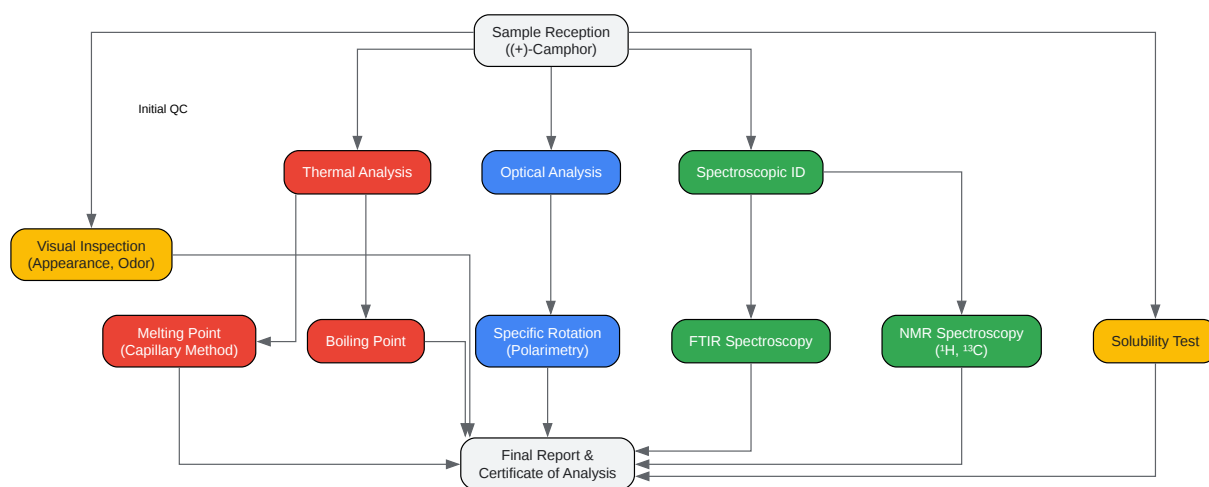 Sample Reception
((+)-Camphor)
Initial QC
Thermal Analysis
Optical Analysis
Spectroscopic ID
Visual Inspection
(Appearance, Odor)
Melting Point
(Capillary Method)
Boiling Point
Specific Rotation
(Polarimetry)
FTIR Spectroscopy
NMR Spectroscopy
(¹H, ¹³C)
Solubility Test
Final Report &
Certificate of Analysis